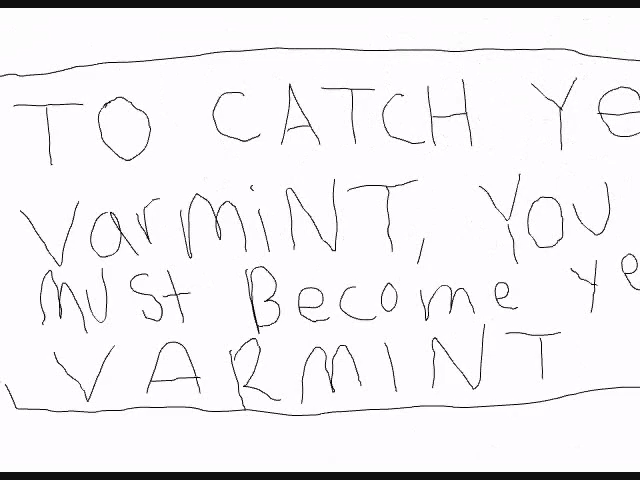 TO CATCH YE
VarmiNT, YOU
must Become Ye
VARMINT